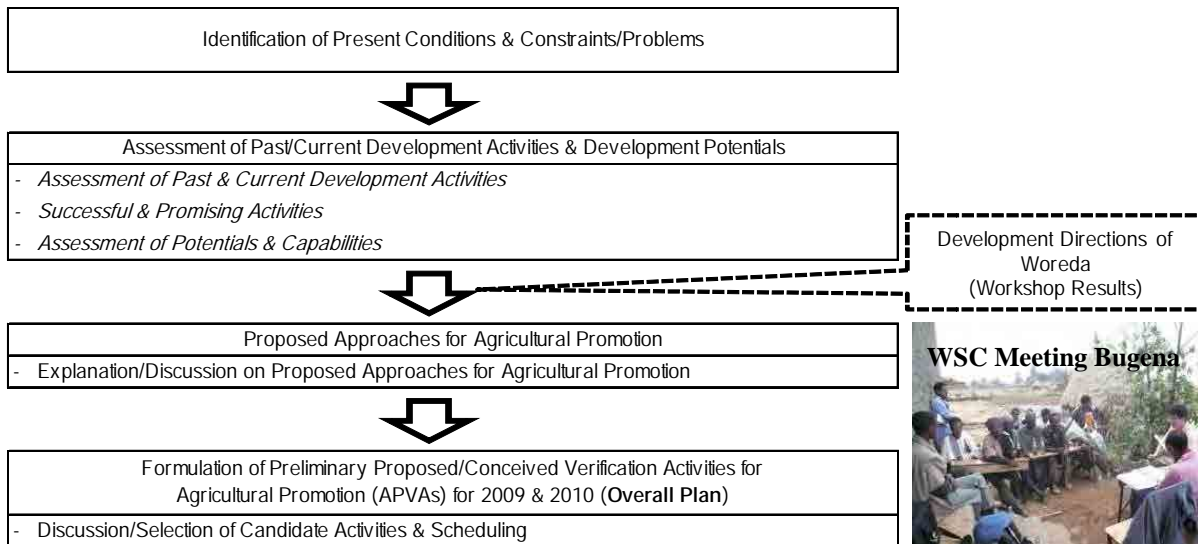 Identification of Present Conditions & Constraints/Problems
Assessment of Past/Current Development Activities & Development Potentials
- Assessment of Past & Current Development Activities
- Successful & Promising Activities
- Assessment of Potentials & Capabilities
Development Directions of
Woreda
(Workshop Results)
Proposed Approaches for Agricultural Promotion
- Explanation/Discussion on Proposed Approaches for Agricultural Promotion
WSC Meeting Bugena
Formulation of Preliminary Proposed/Conceived Verification Activities for
Agricultural Promotion (APVAs) for 2009 & 2010 (Overall Plan)
- Discussion/Selection of Candidate Activities & Scheduling